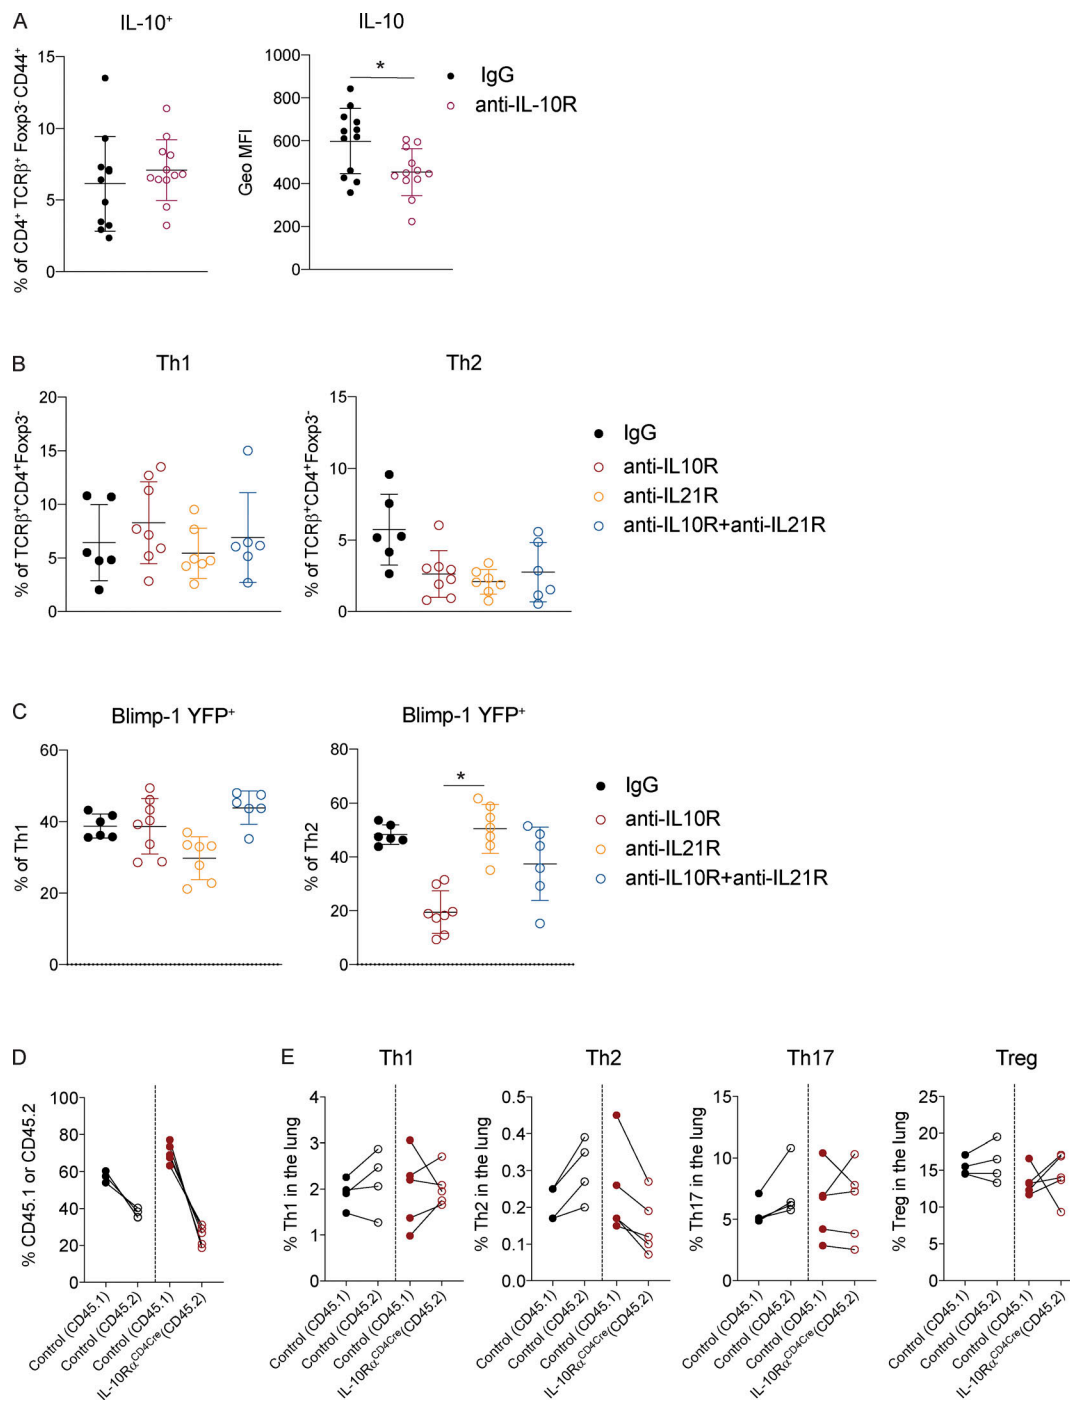 A
IL-10⁺
IL-10
% of CD4⁺ TCRβ⁺ Foxp3⁻CD44⁺
15
10
5
0
Geo MFI
1000
800
600
400
200
0
*
IgG
anti-IL-10R
B
Th1
Th2
% of TCRβ⁺CD4⁺Foxp3⁻
20
15
10
5
0
% of TCRβ⁺CD4⁺Foxp3⁻
15
10
5
0
IgG
anti-IL10R
anti-IL21R
anti-IL10R+anti-IL21R
C
Blimp-1 YFP⁺
Blimp-1 YFP⁺
% of Th1
60
40
20
0
% of Th2
80
60
40
20
0
*
IgG
anti-IL10R
anti-IL21R
anti-IL10R+anti-IL21R
D
% CD45.1 or CD45.2
100
80
60
40
20
0
Control (CD45.1)
Control (CD45.2)
Control (CD45.1)
IL-10Rα^CD4Cre(CD45.2)
E
Th1
% Th1 in the lung
4
3
2
1
0
Control (CD45.1)
Control (CD45.2)
Control (CD45.1)
IL-10Rα^CD4Cre(CD45.2)
Th2
% Th2 in the lung
0.5
0.4
0.3
0.2
0.1
0.0
Control (CD45.1)
Control (CD45.2)
Control (CD45.1)
IL-10Rα^CD4Cre(CD45.2)
Th17
% Th17 in the lung
15
10
5
0
Control (CD45.1)
Control (CD45.2)
Control (CD45.1)
IL-10Rα^CD4Cre(CD45.2)
Treg
% Treg in the lung
25
20
15
10
5
0
Control (CD45.1)
Control (CD45.2)
Control (CD45.1)
IL-10Rα^CD4Cre(CD45.2)